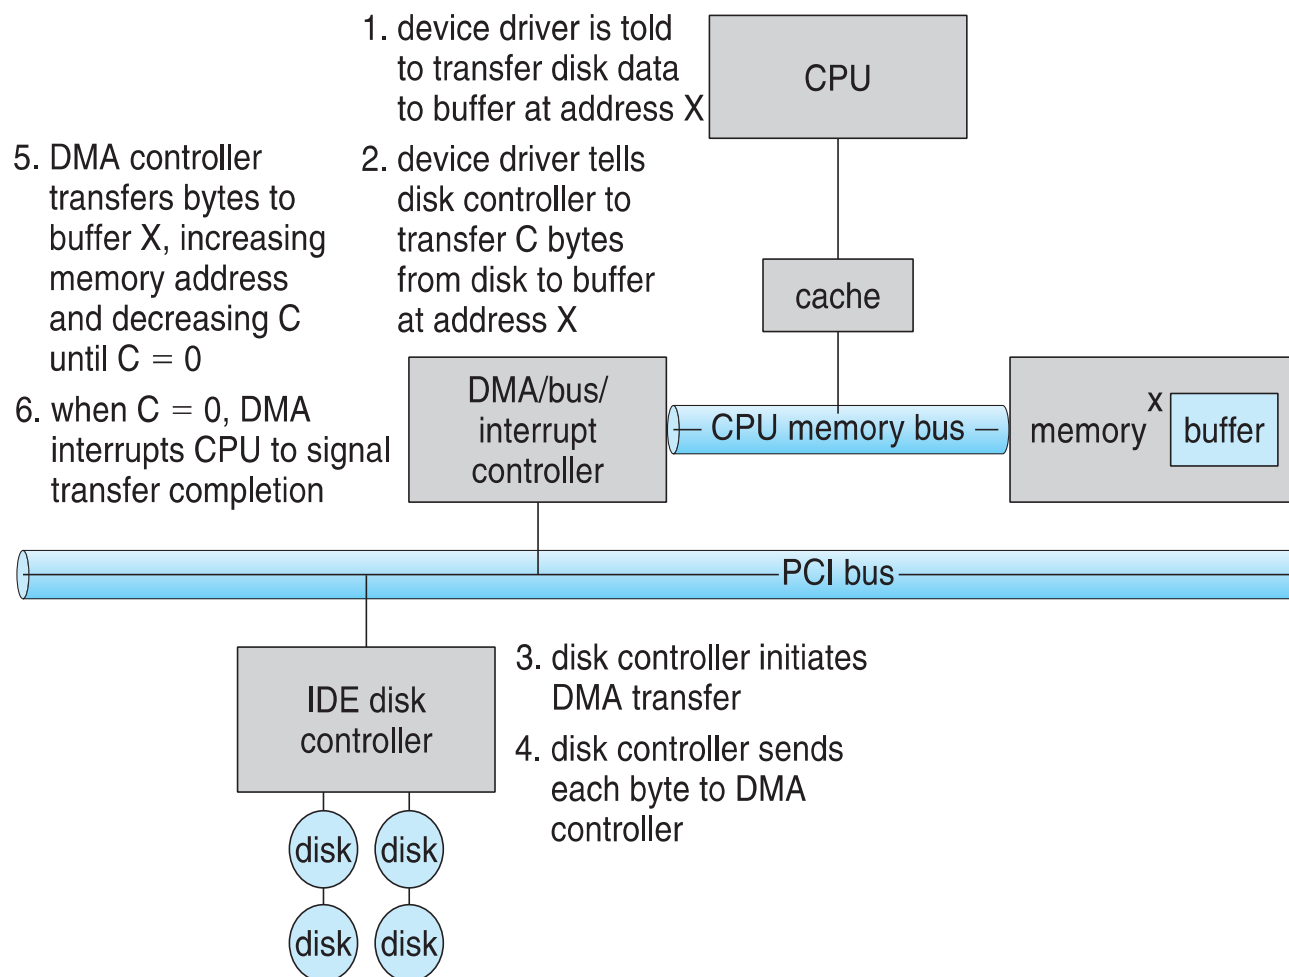 1. device driver is told
to transfer disk data
to buffer at address X
CPU
5. DMA controller
transfers bytes to
buffer X, increasing
memory address
and decreasing C
until C = 0
2. device driver tells
disk controller to
transfer C bytes
from disk to buffer
at address X
cache
6. when C = 0, DMA
interrupts CPU to signal
transfer completion
DMA/bus/
interrupt
controller
CPU memory bus
memory
x
buffer
PCI bus
IDE disk
controller
3. disk controller initiates
DMA transfer
4. disk controller sends
each byte to DMA
controller
disk
disk
disk
disk